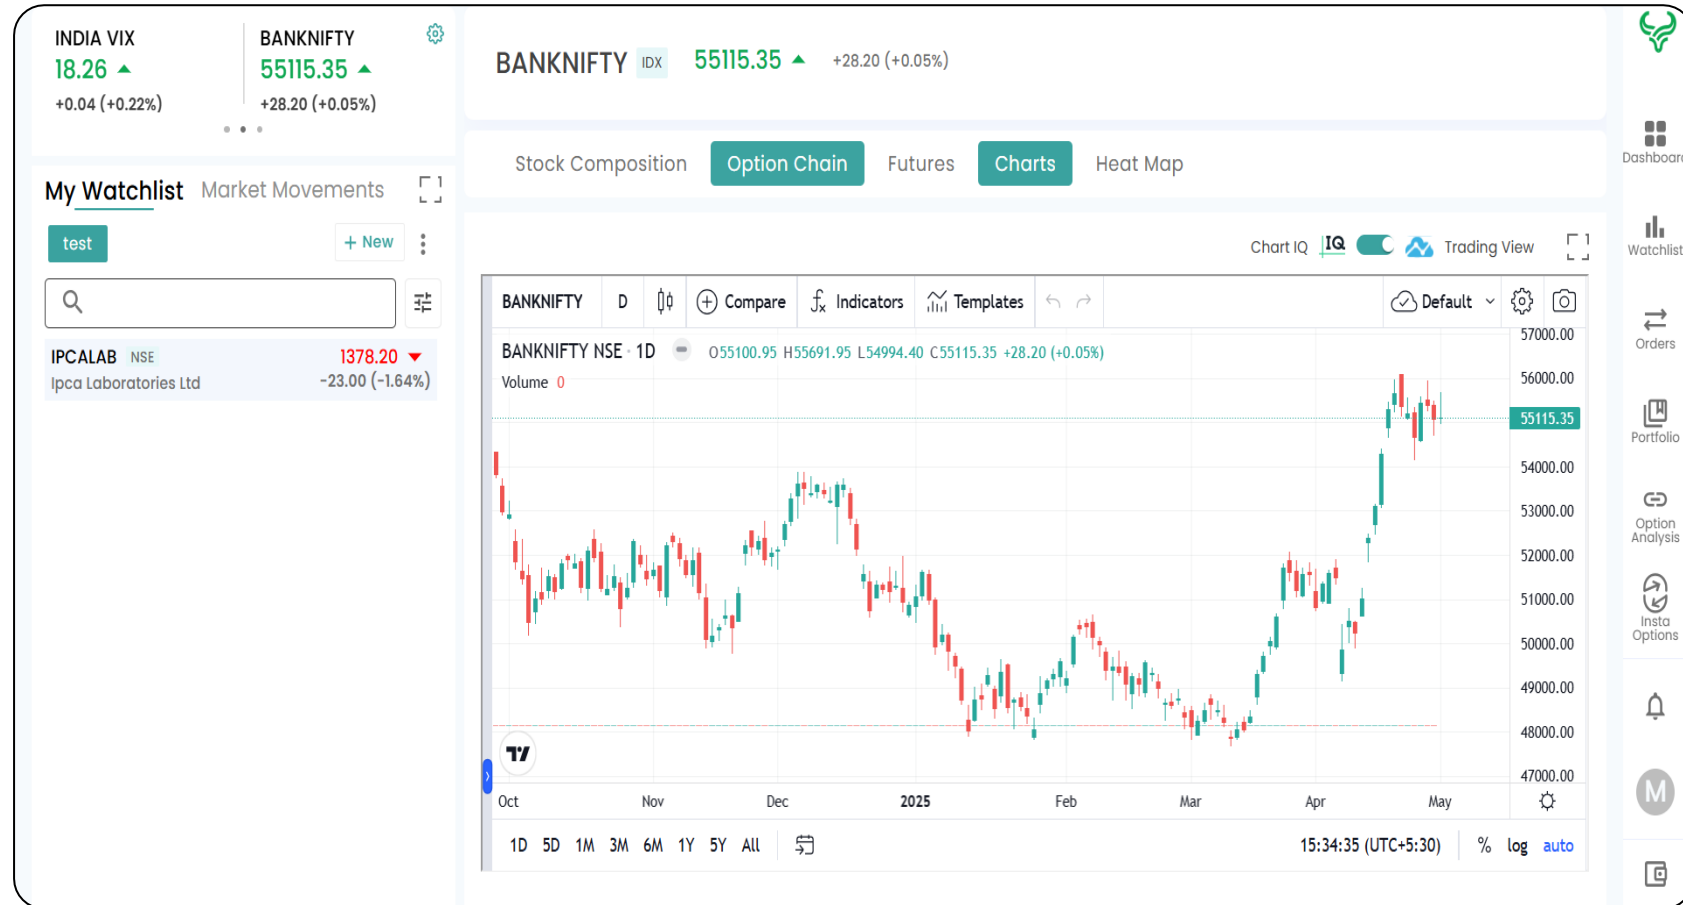 INDIA VIX
18.26
+0.04 (+0.22%)
BANKNIFTY
55115.35
+28.20 (+0.05%)
My Watchlist Market Movements
test + New
IPCALAB NSE 1378.20
Ipca Laboratories Ltd -23.00 (-1.64%)
BANKNIFTY IDX 55115.35 +28.20 (+0.05%)
Stock Composition Option Chain Futures Charts Heat Map
Chart IQ IQ Trading View
BANKNIFTY D Compare fx Indicators Templates Default
BANKNIFTY NSE · 1D O55100.95 H55691.95 L54994.40 C55115.35 +28.20 (+0.05%)
Volume 0
57000.00
56000.00
55115.35
54000.00
53000.00
52000.00
51000.00
50000.00
49000.00
48000.00
47000.00
Oct Nov Dec 2025 Feb Mar Apr May
1D 5D 1M 3M 6M 1Y 5Y All 15:34:35 (UTC+5:30) % log auto
Dashboard
Watchlist
Orders
Portfolio
Option
Analysis
Insta
Options
M